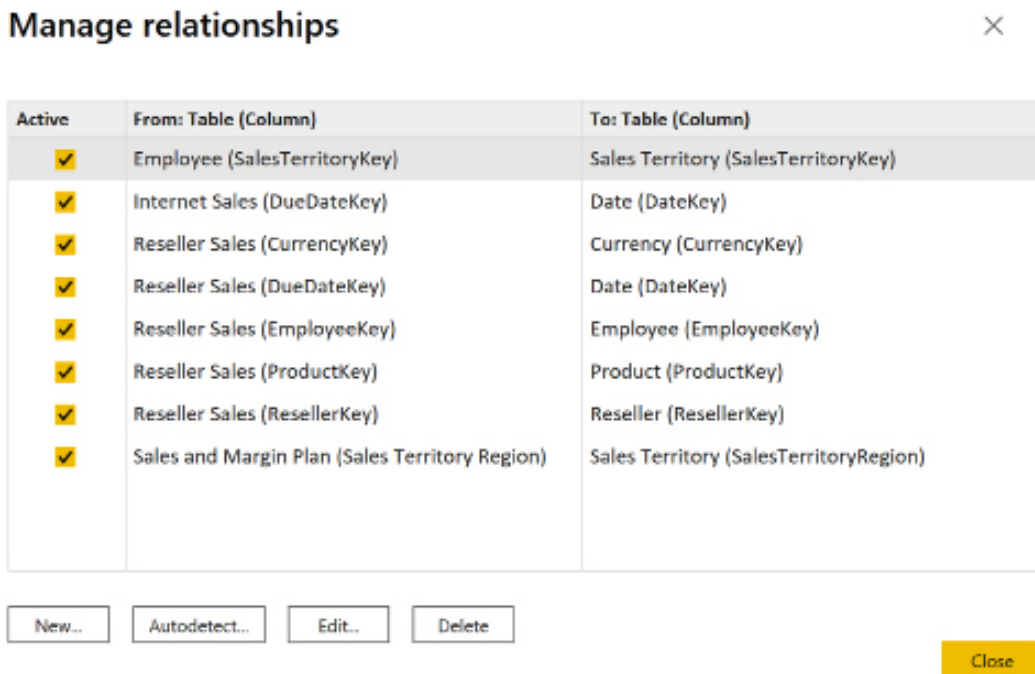 Manage relationships
Active From: Table (Column) To: Table (Column)
Employee (SalesTerritoryKey) Sales Territory (SalesTerritoryKey)
Internet Sales (DueDateKey) Date (DateKey)
Reseller Sales (CurrencyKey) Currency (CurrencyKey)
Reseller Sales (DueDateKey) Date (DateKey)
Reseller Sales (EmployeeKey) Employee (EmployeeKey)
Reseller Sales (ProductKey) Product (ProductKey)
Reseller Sales (ResellerKey) Reseller (ResellerKey)
Sales and Margin Plan (Sales Territory Region) Sales Territory (SalesTerritoryRegion)
New... Autodetect... Edit... Delete
Close